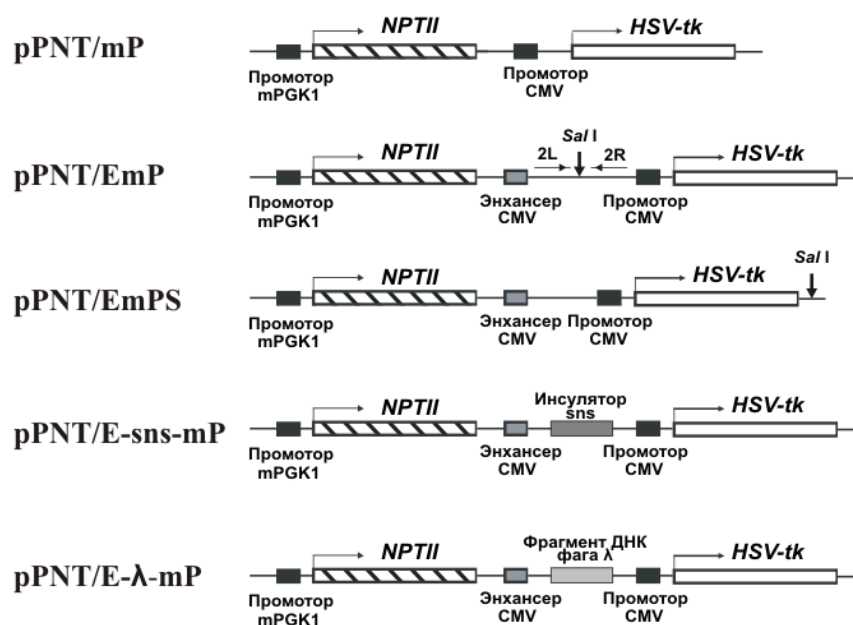 pPNT/mP
NPTII
HSV-tk
Промотор
mPGK1
Промотор
CMV
pPNT/EmP
NPTII
2L
Sal I
2R
HSV-tk
Промотор
mPGK1
Энхансер
CMV
Промотор
CMV
pPNT/EmPS
NPTII
HSV-tk
Sal I
Промотор
mPGK1
Энхансер
CMV
Промотор
CMV
pPNT/E-sns-mP
NPTII
Инсулятор
sns
HSV-tk
Промотор
mPGK1
Энхансер
CMV
Промотор
CMV
pPNT/E-λ-mP
NPTII
Фрагмент ДНК
фага λ
HSV-tk
Промотор
mPGK1
Энхансер
CMV
Промотор
CMV